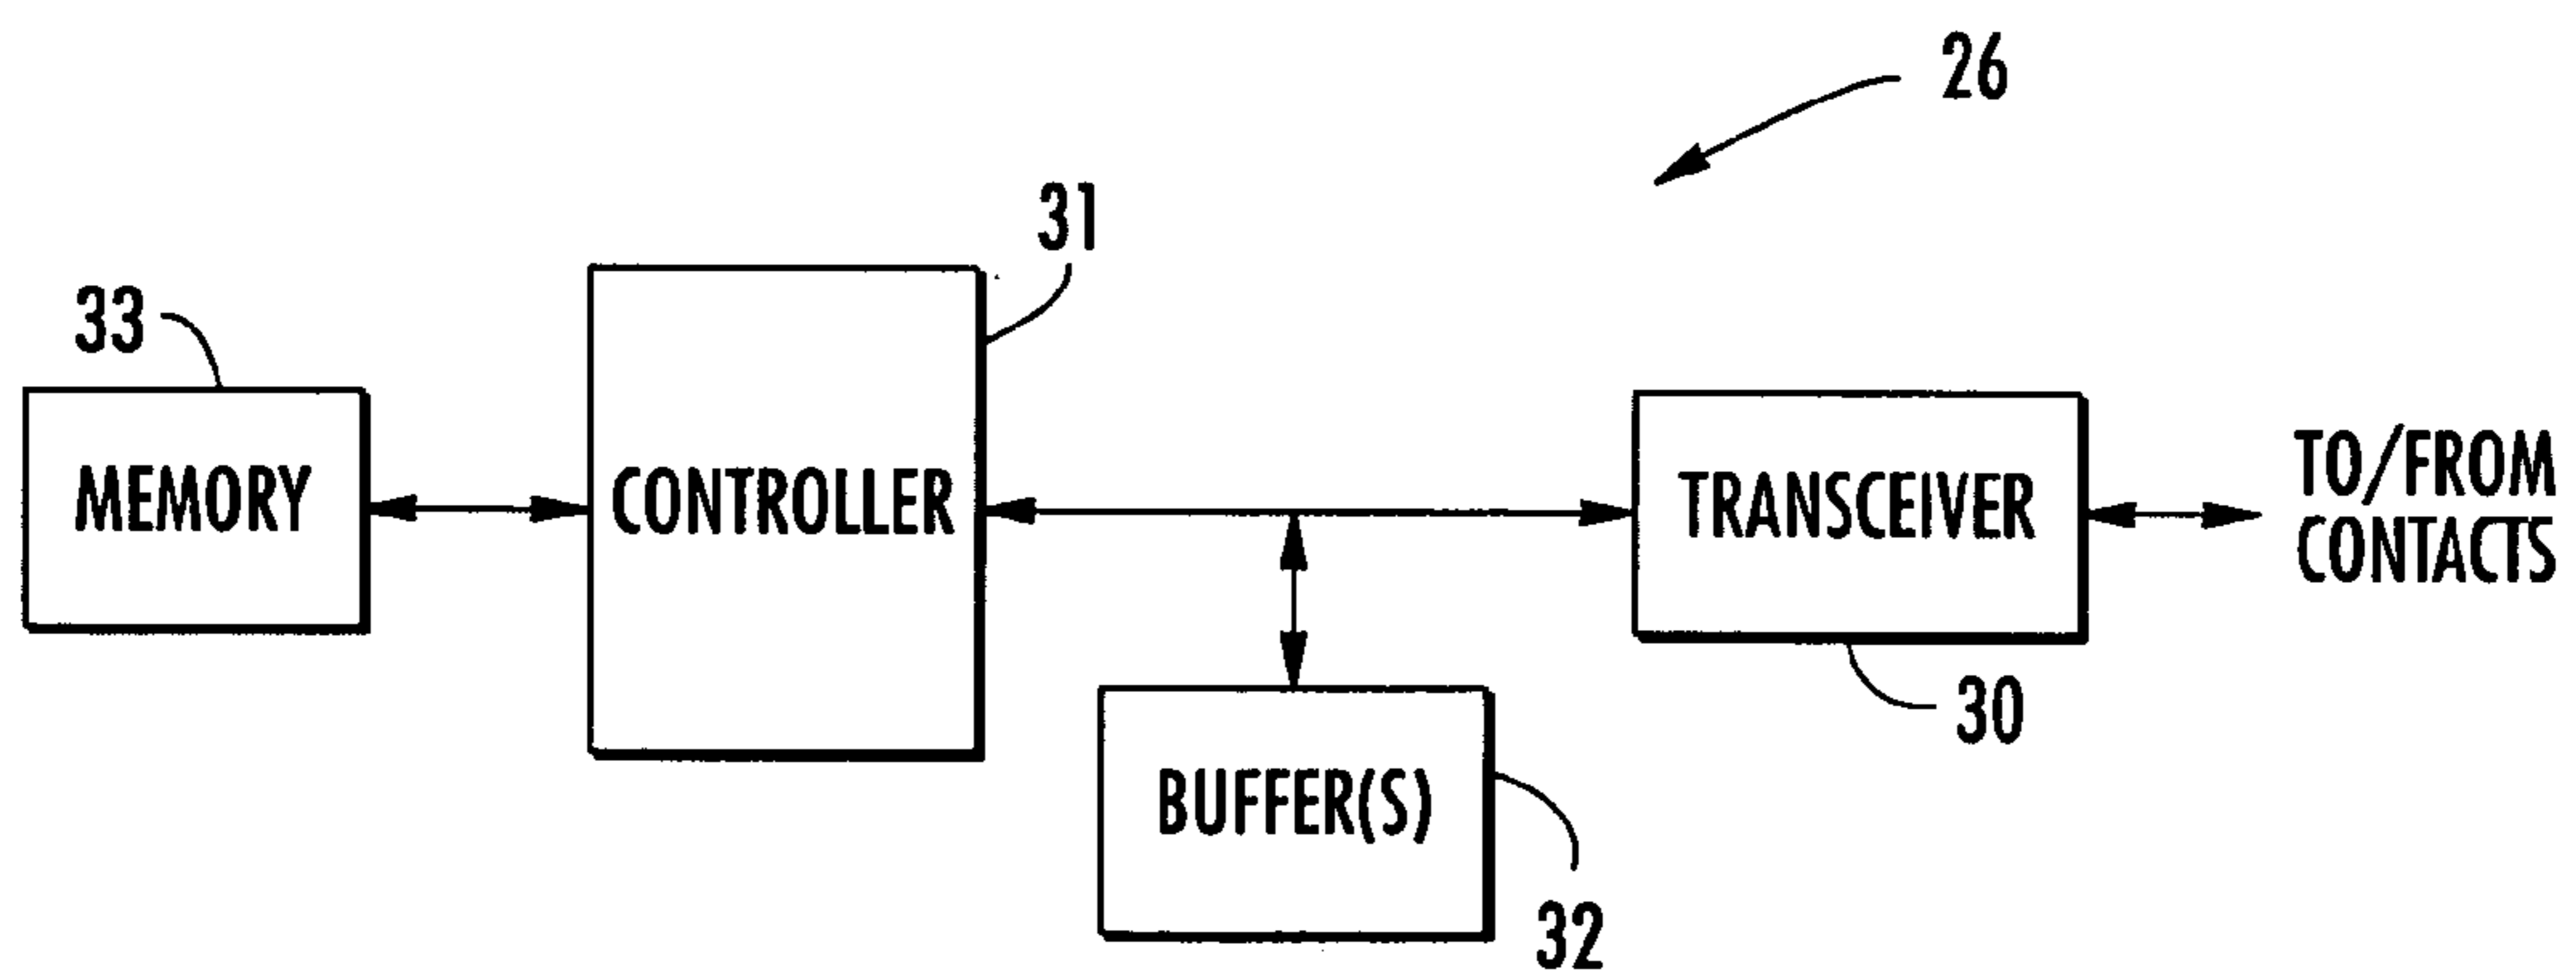 26
31
33
MEMORY
CONTROLLER
TRANSCEIVER
TO/FROM
CONTACTS
30
BUFFER(S)
32